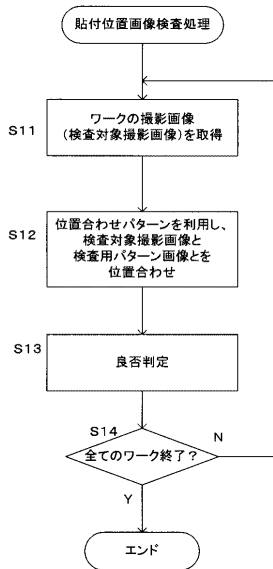 貼付位置画像検査処理
S11
ワークの撮影画像
(検査対象撮影画像)を取得
S12
位置合わせパターンを利用し、
検査対象撮影画像と
検査用パターン画像とを
位置合わせ
S13
良否判定
S14
全てのワーク終了?
N
Y
エンド